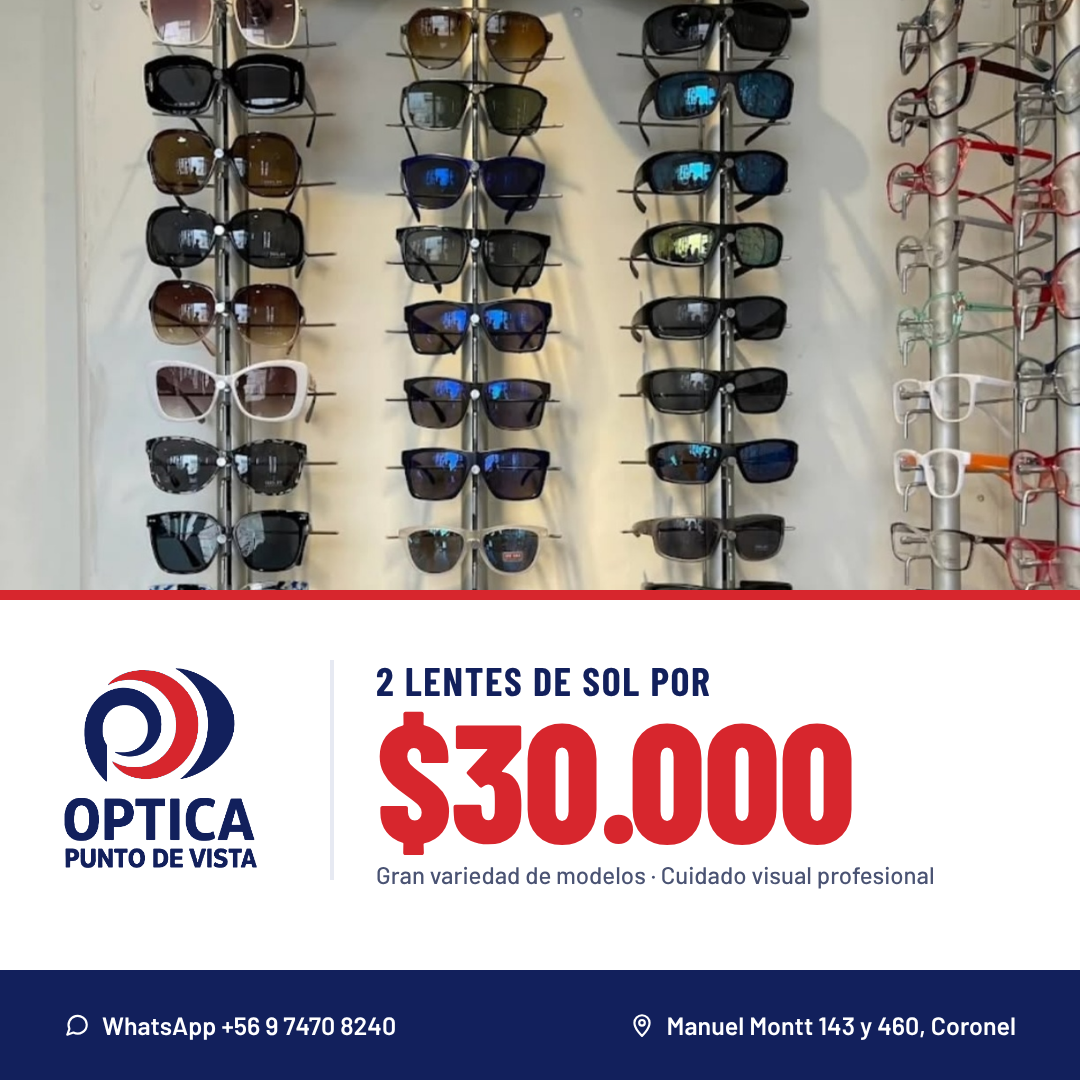 OPTICA
PUNTO DE VISTA
2 LENTES DE SOL POR
$30.000
Gran variedad de modelos · Cuidado visual profesional
WhatsApp +56 9 7470 8240
Manuel Montt 143 y 460, Coronel